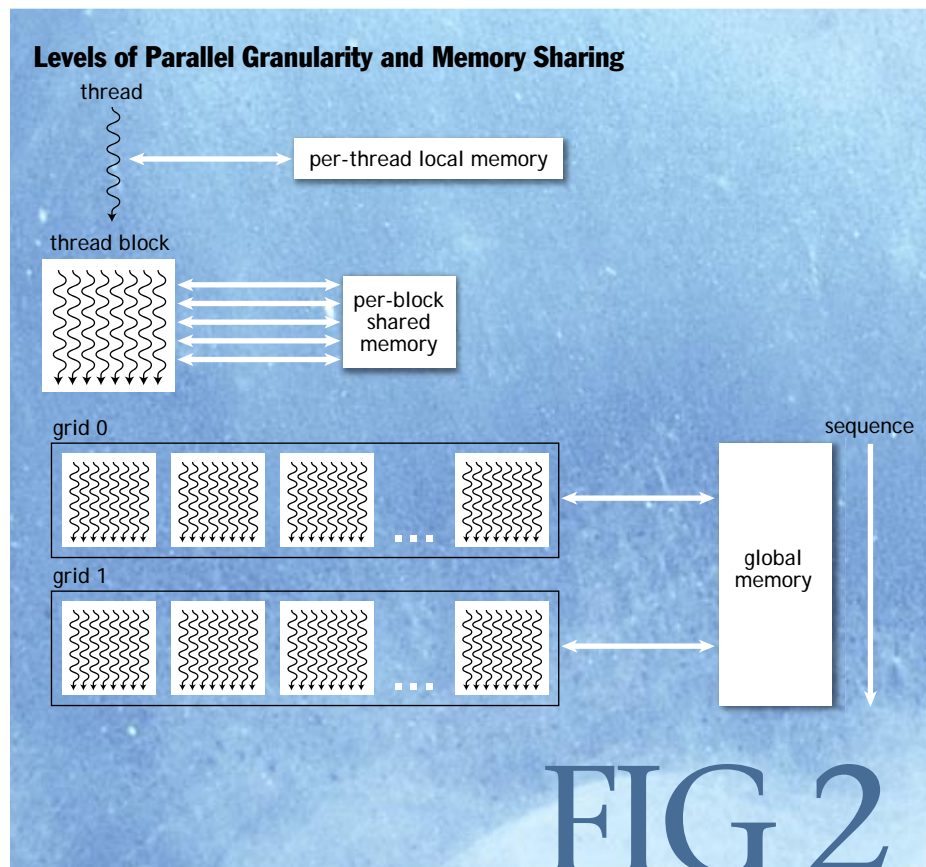 Levels of Parallel Granularity and Memory Sharing
thread
per-thread local memory
thread block
per-block
shared
memory
grid 0
sequence
...
global
memory
grid 1
...
FIG 2